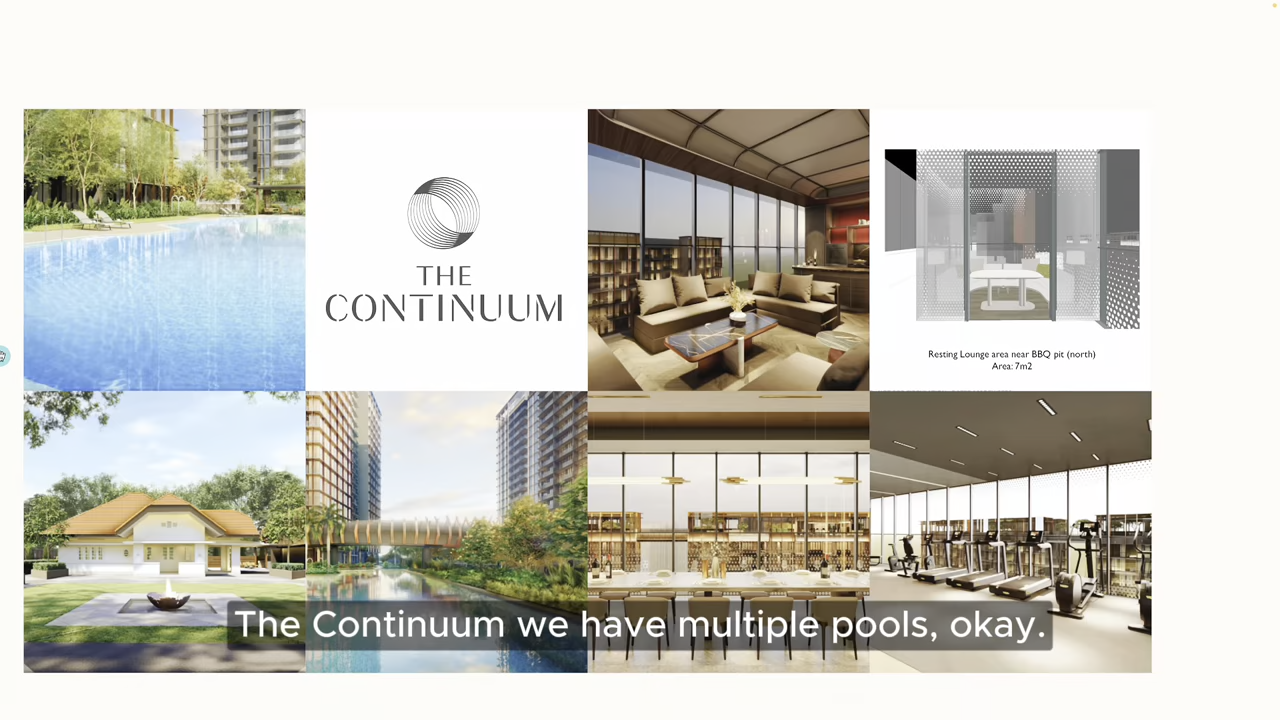 THE
CONTINUUM
Resting Lounge area near BBQ pit (north)
Area: 7m2
The Continuum we have multiple pools, okay.